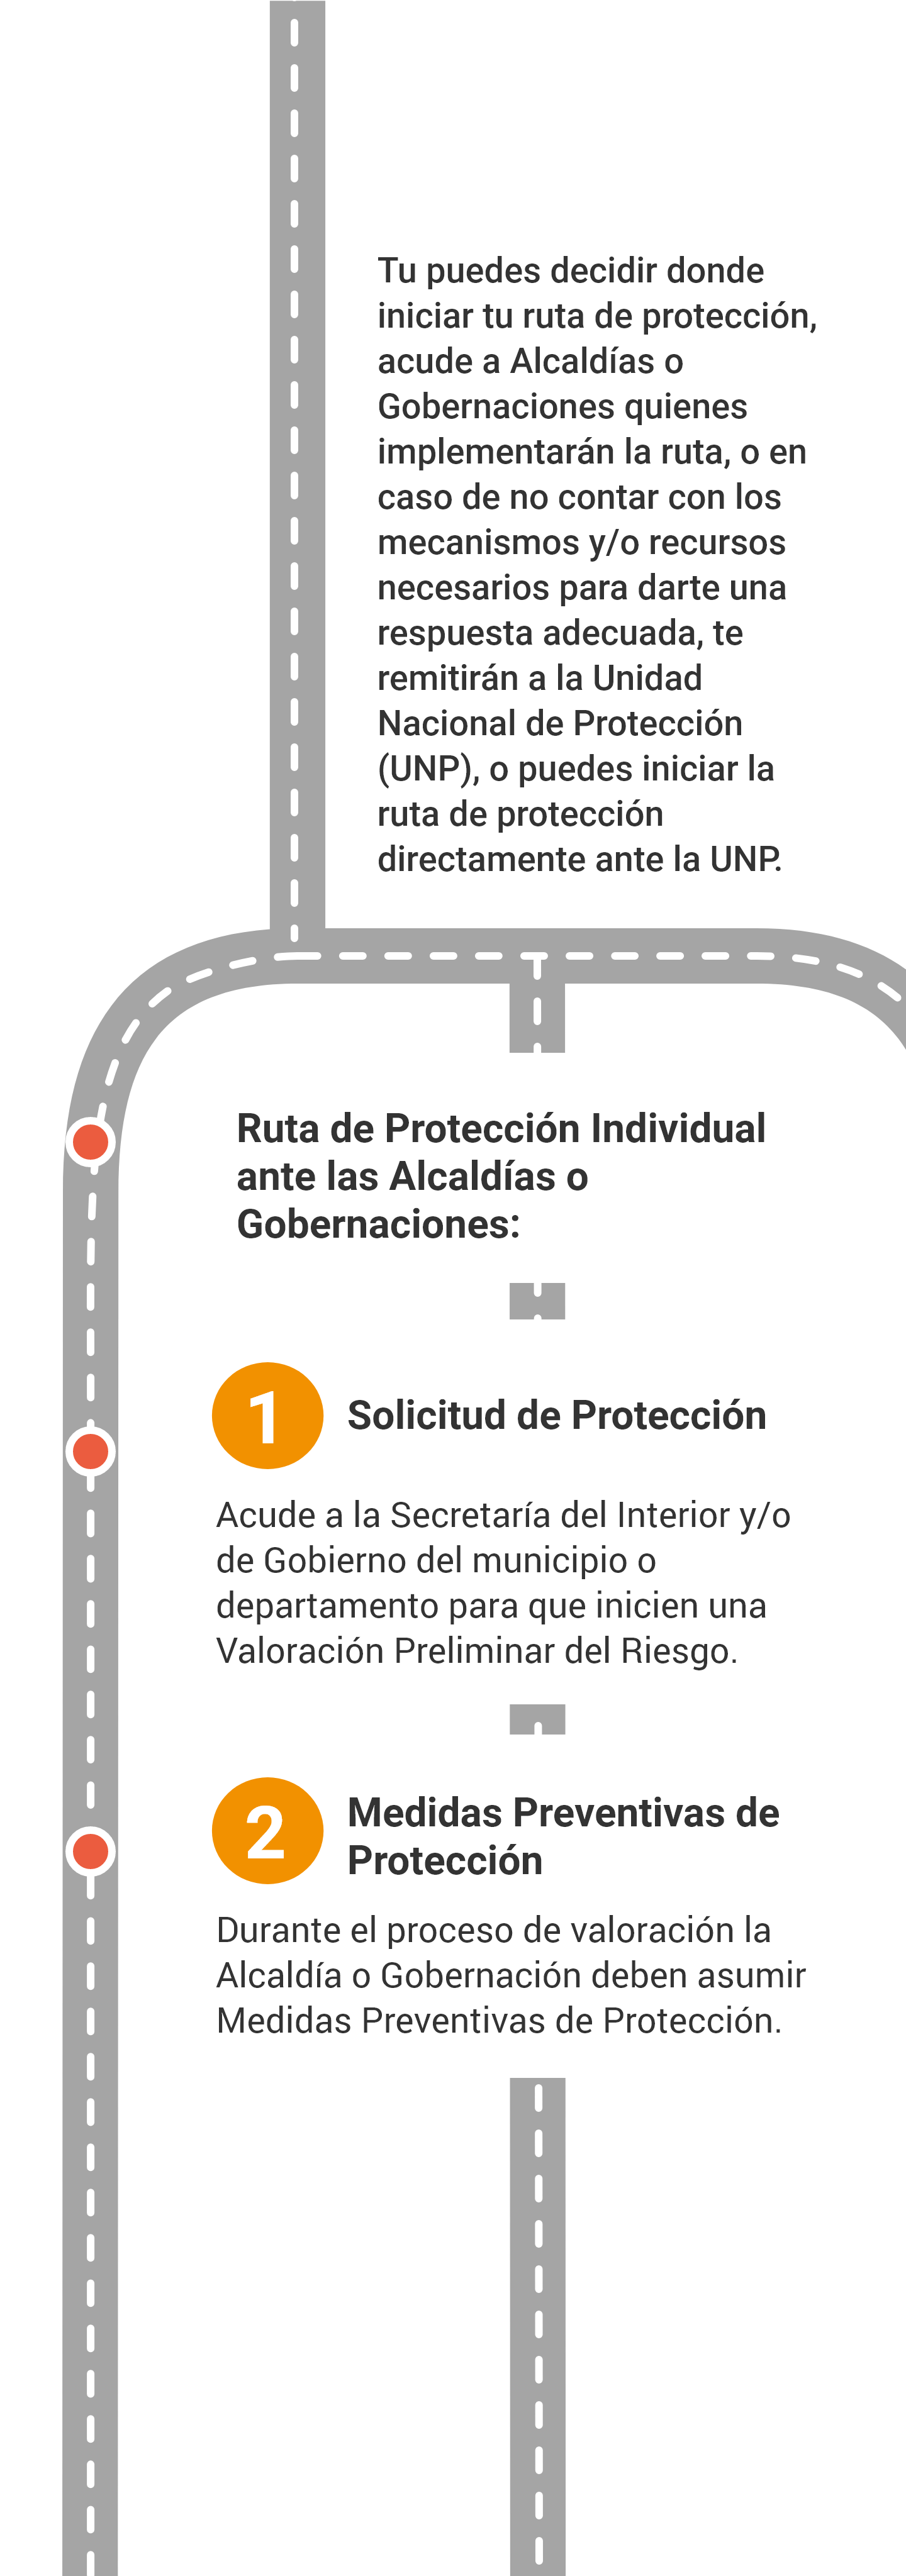 Tu puedes decidir donde
iniciar tu ruta de protección,
acude a Alcaldías o
Gobernaciones quienes
implementarán la ruta, o en
caso de no contar con los
mecanismos y/o recursos
necesarios para darte una
respuesta adecuada, te
remitirán a la Unidad
Nacional de Protección
(UNP), o puedes iniciar la
ruta de protección
directamente ante la UNP.
Ruta de Protección Individual
ante las Alcaldías o
Gobernaciones:
1 Solicitud de Protección
Acude a la Secretaría del Interior y/o
de Gobierno del municipio o
departamento para que inicien una
Valoración Preliminar del Riesgo.
2 Medidas Preventivas de
Protección
Durante el proceso de valoración la
Alcaldía o Gobernación deben asumir
Medidas Preventivas de Protección.